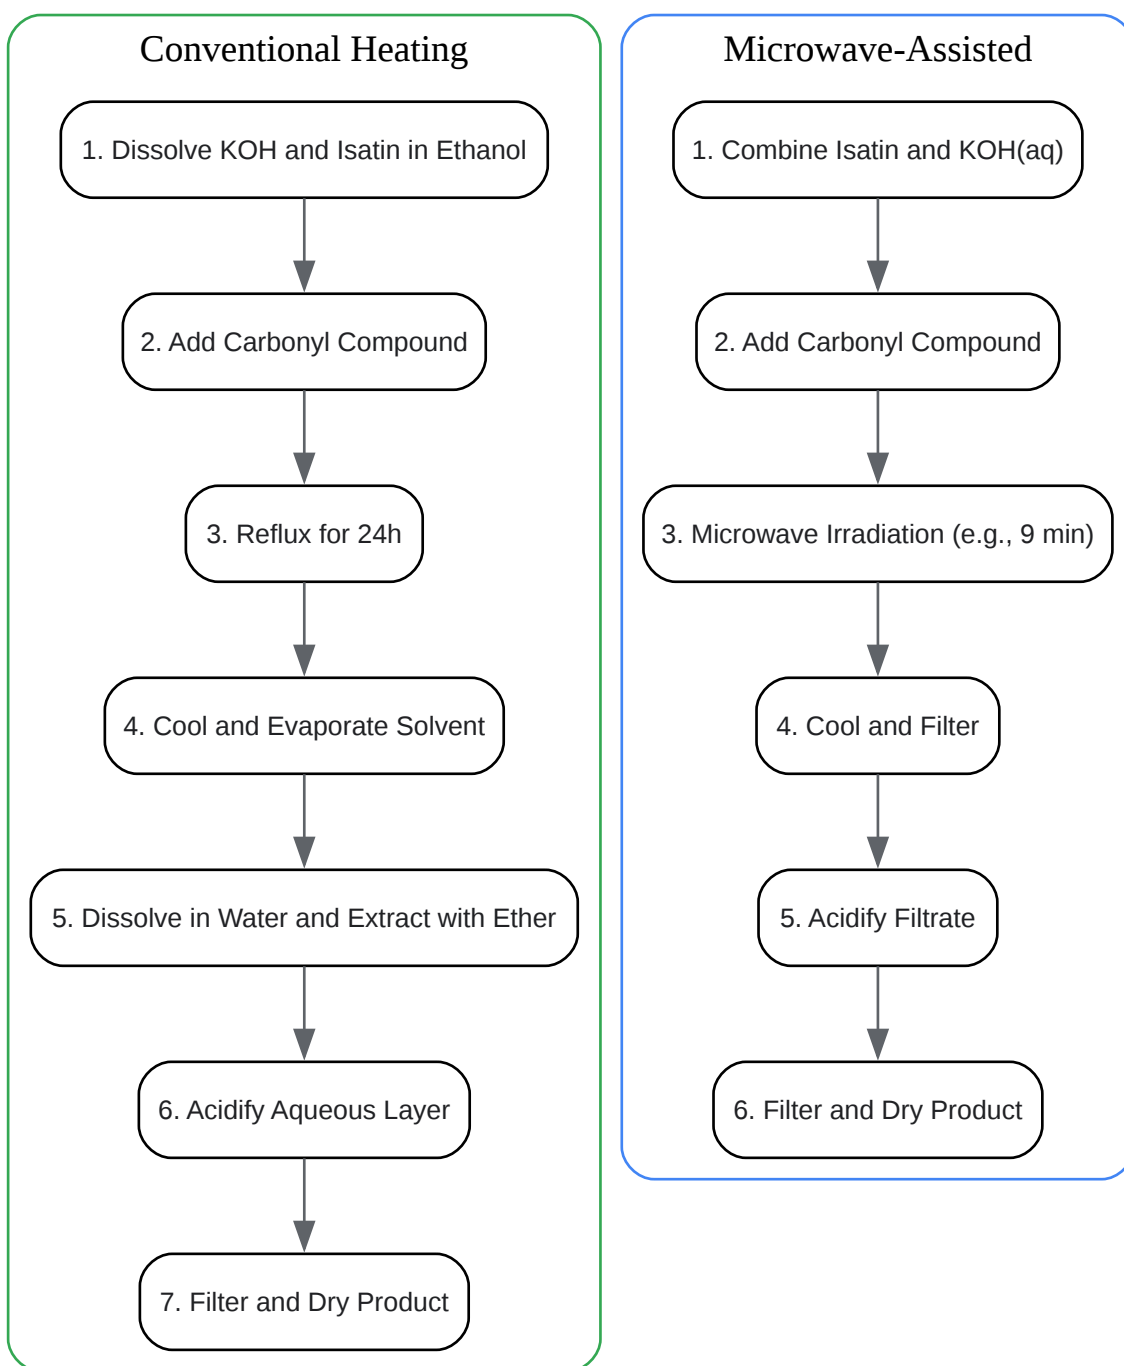 Conventional Heating
1. Dissolve KOH and Isatin in Ethanol
2. Add Carbonyl Compound
3. Reflux for 24h
4. Cool and Evaporate Solvent
5. Dissolve in Water and Extract with Ether
6. Acidify Aqueous Layer
7. Filter and Dry Product
Microwave-Assisted
1. Combine Isatin and KOH(aq)
2. Add Carbonyl Compound
3. Microwave Irradiation (e.g., 9 min)
4. Cool and Filter
5. Acidify Filtrate
6. Filter and Dry Product